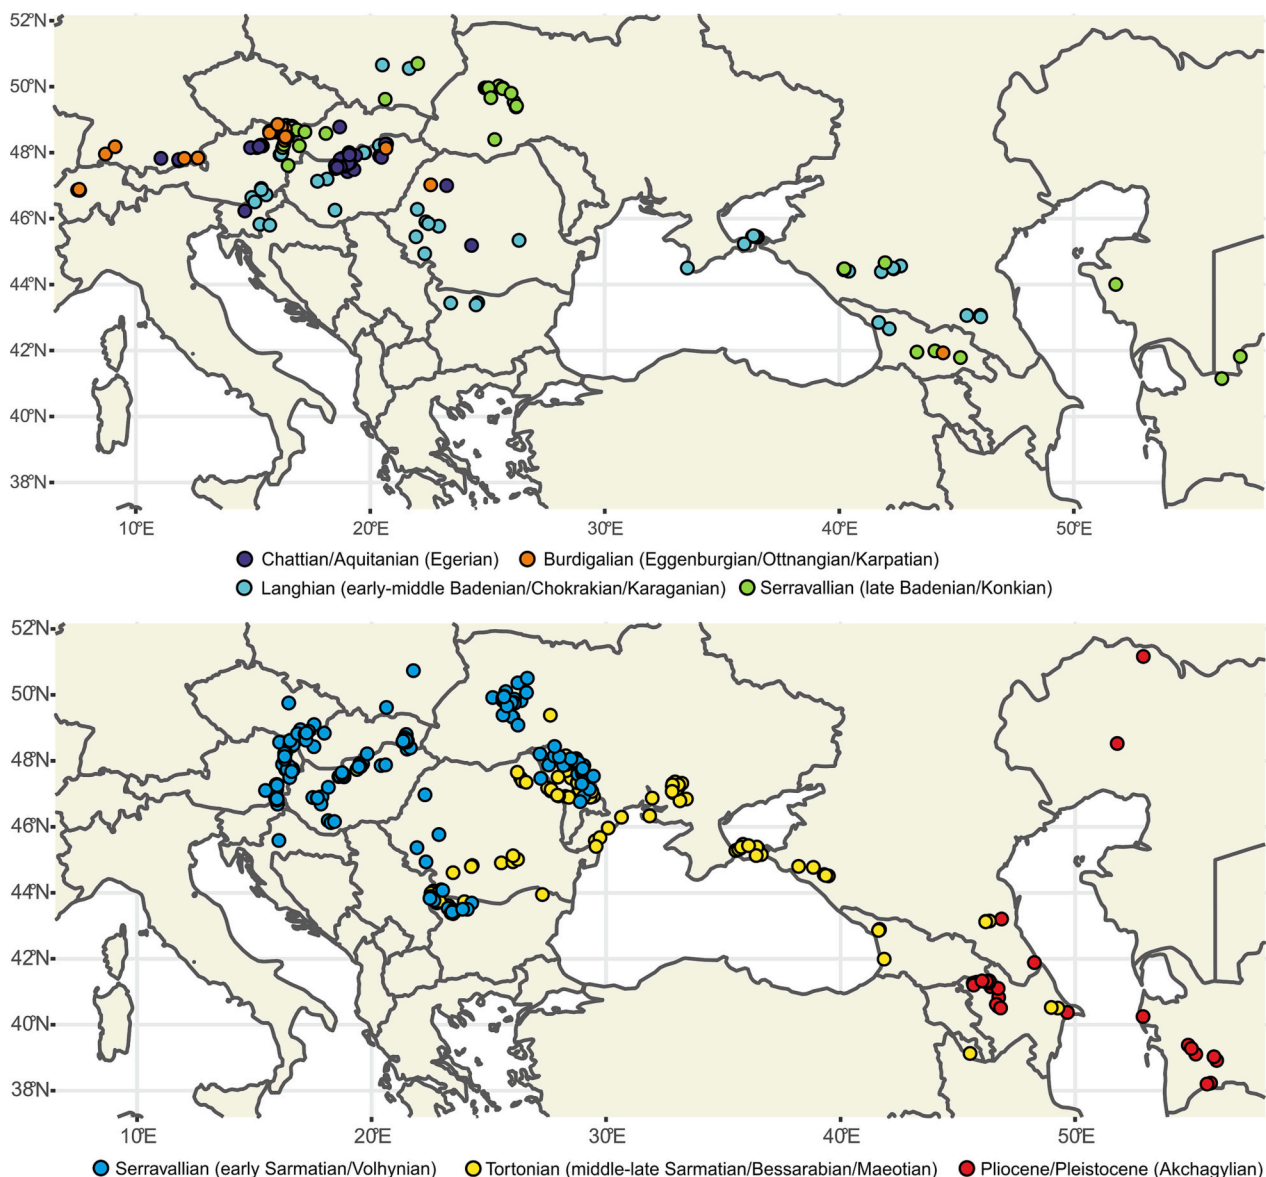 52°N
50°N
48°N
46°N
44°N
42°N
40°N
38°N
10°E 20°E 30°E 40°E 50°E
Chattian/Aquitanian (Egerian) Burdigalian (Eggenburgian/Ottnangian/Karpatian)
Langhian (early-middle Badenian/Chokrakian/Karaganian) Serravallian (late Badenian/Konkian)
52°N
50°N
48°N
46°N
44°N
42°N
40°N
38°N
10°E 20°E 30°E 40°E 50°E
Serravallian (early Sarmatian/Volhynian) Tortonian (middle-late Sarmatian/Bessarabian/Maeotian) Pliocene/Pleistocene (Akchagylian)